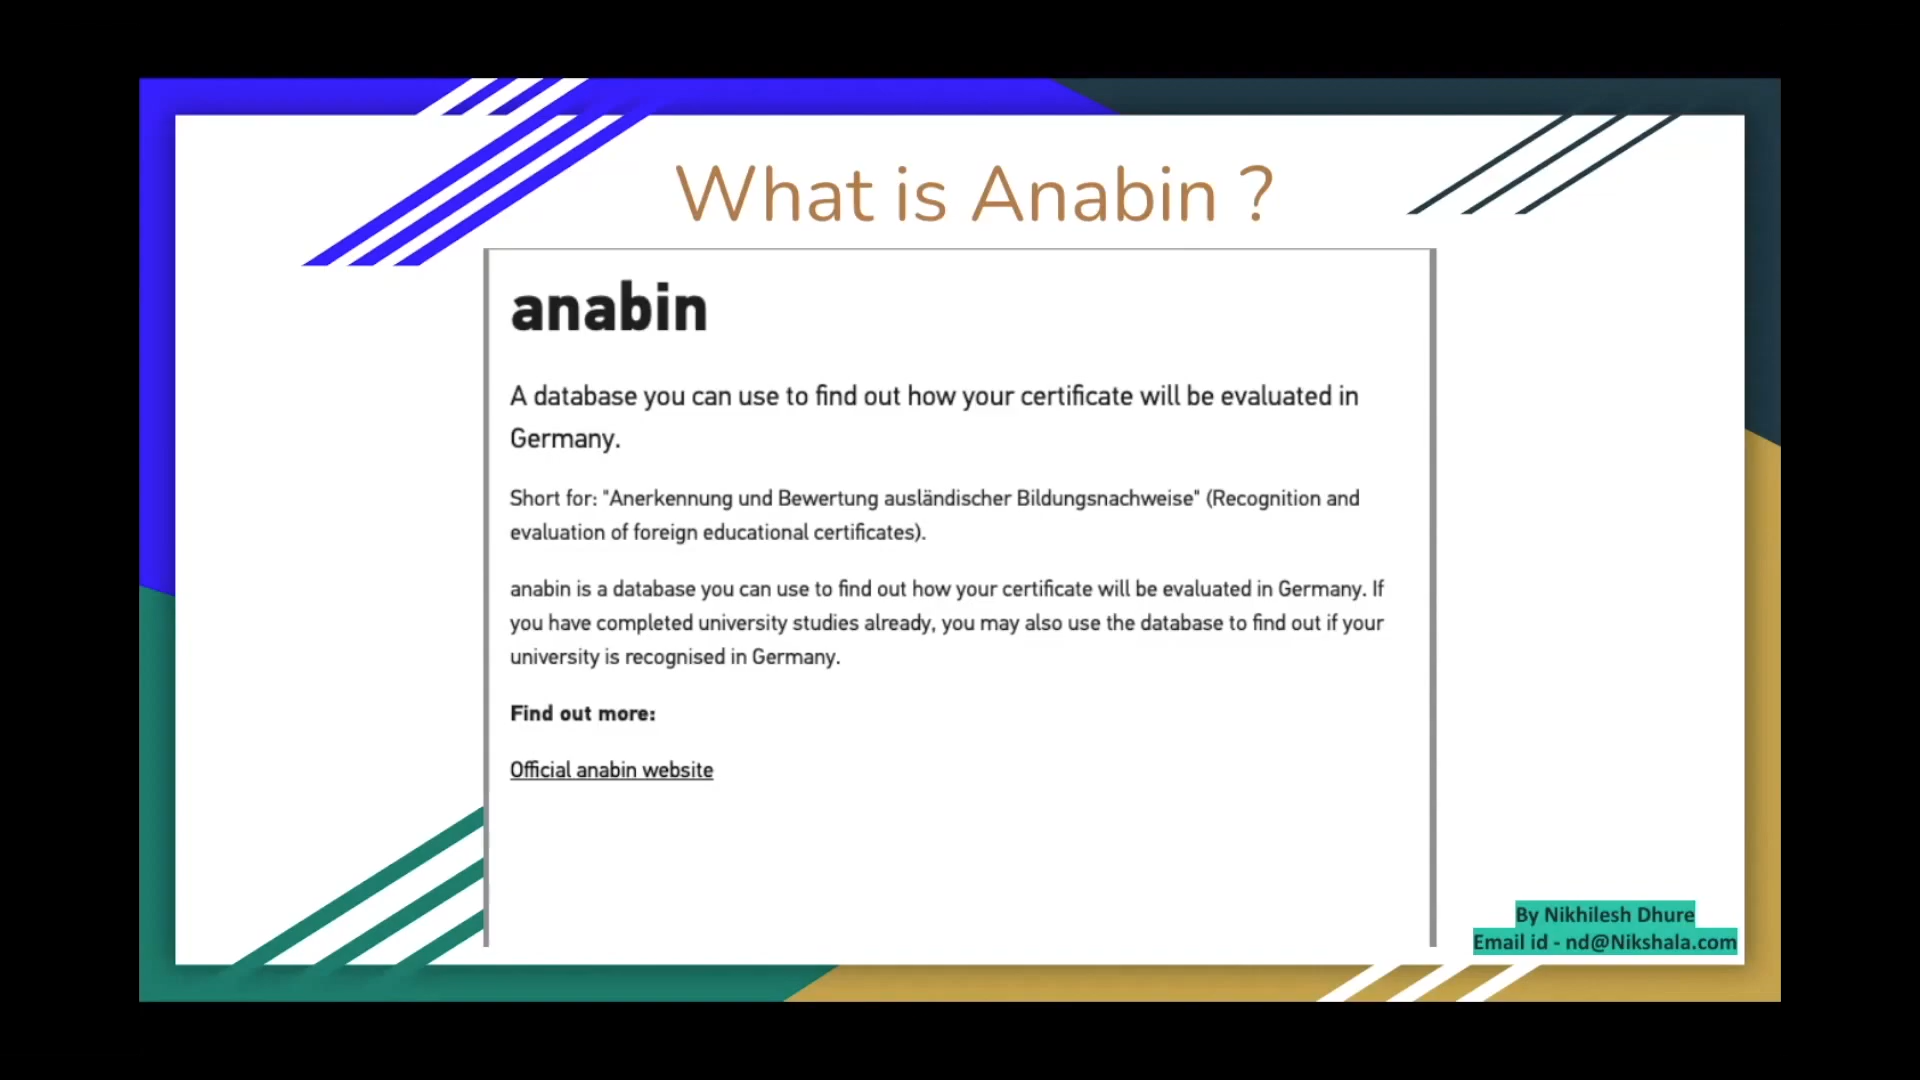 What is Anabin ?
anabin
A database you can use to find out how your certificate will be evaluated in
Germany.
Short for: "Anerkennung und Bewertung ausländischer Bildungsnachweise" (Recognition and
evaluation of foreign educational certificates).
anabin is a database you can use to find out how your certificate will be evaluated in Germany. If
you have completed university studies already, you may also use the database to find out if your
university is recognised in Germany.
Find out more:
Official anabin website
By Nikhilesh Dhure
Email id - nd@Nikshala.com